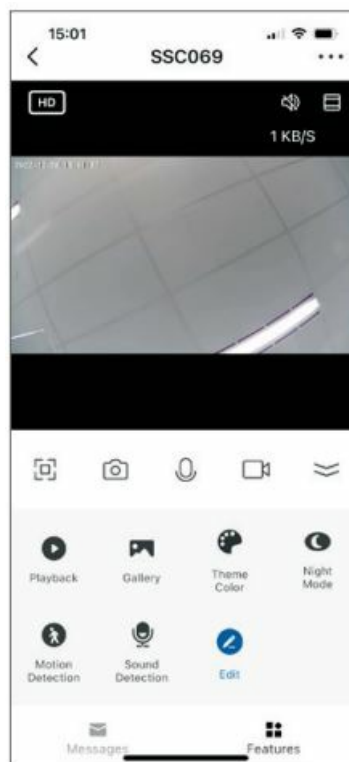 15:01
SSC069
HD
1 KB/S
Playback
Gallery
Theme
Color
Night
Mode
Motion
Detection
Sound
Detection
Edit
Messages
Features